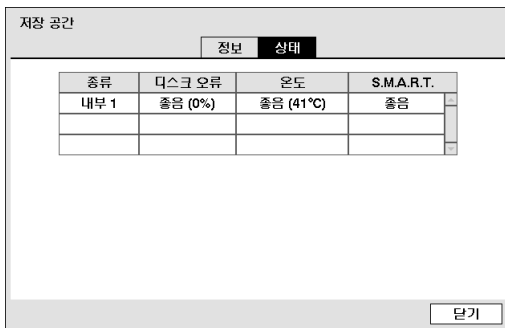 저장 공간
정보 상태
종류 디스크 오류 온도 S.M.A.R.T.
내부 1 좋음 (0%) 좋음 (41°C) 좋음
닫기